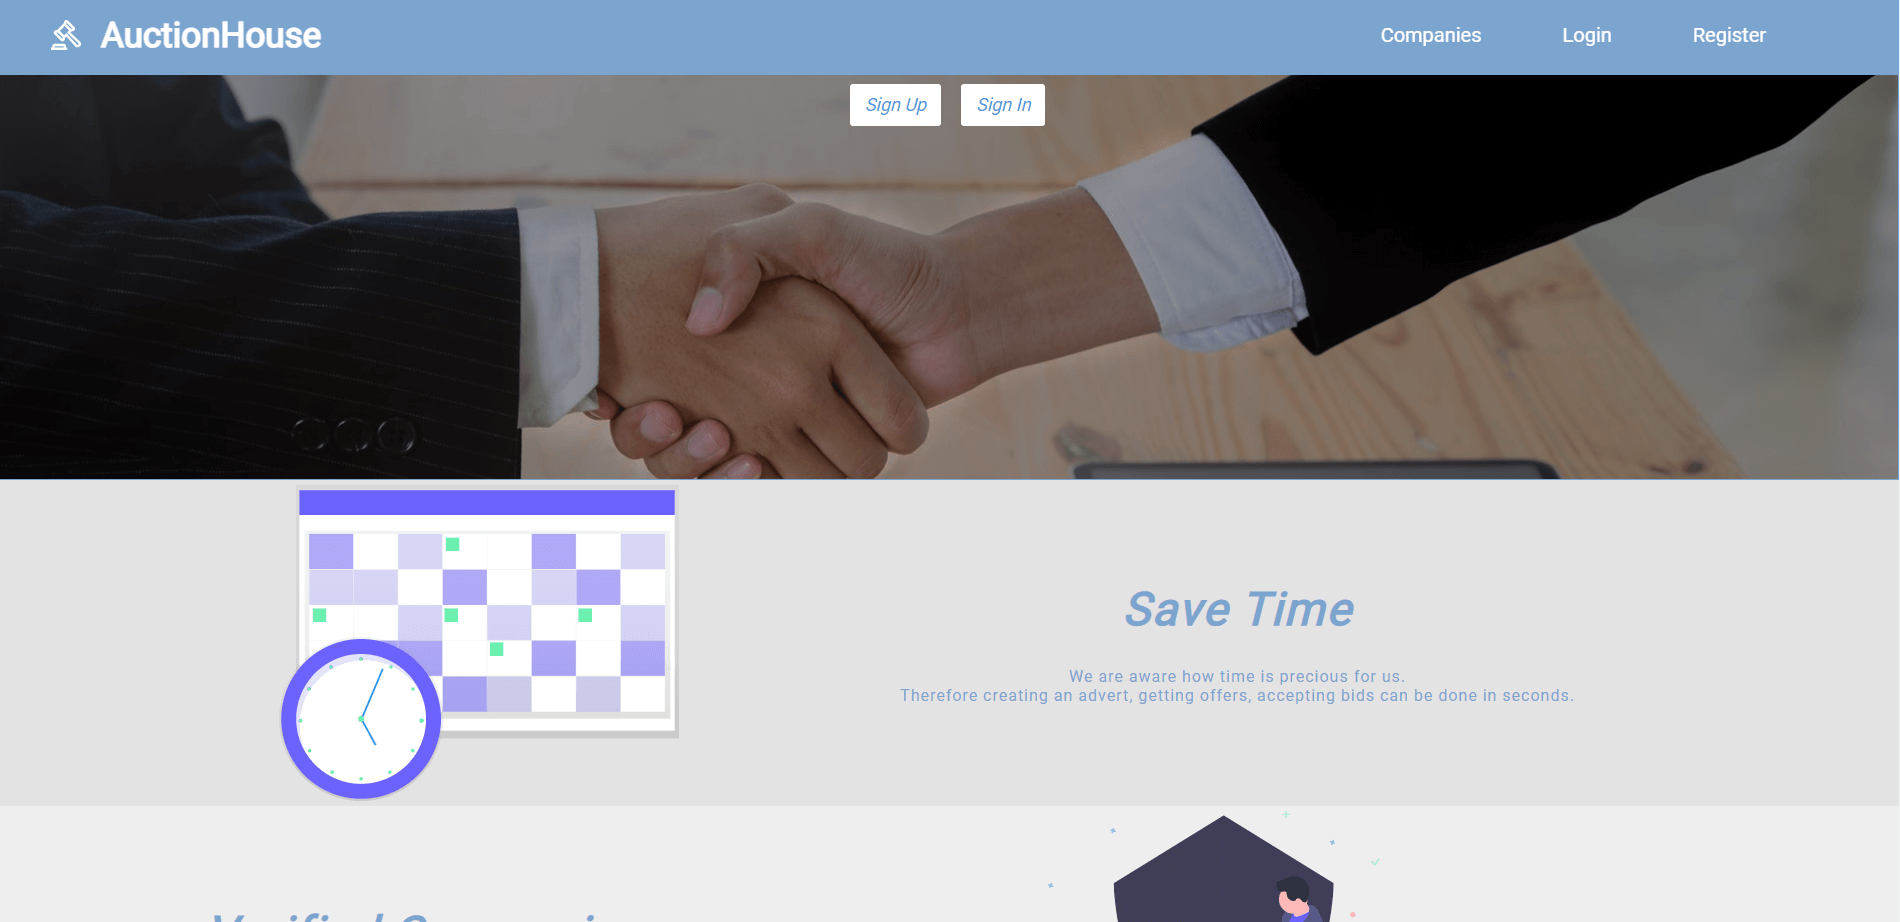 AuctionHouse
Companies
Login
Register
Sign Up
Sign In
Save Time
We are aware how time is precious for us.
Therefore creating an advert, getting offers, accepting bids can be done in seconds.